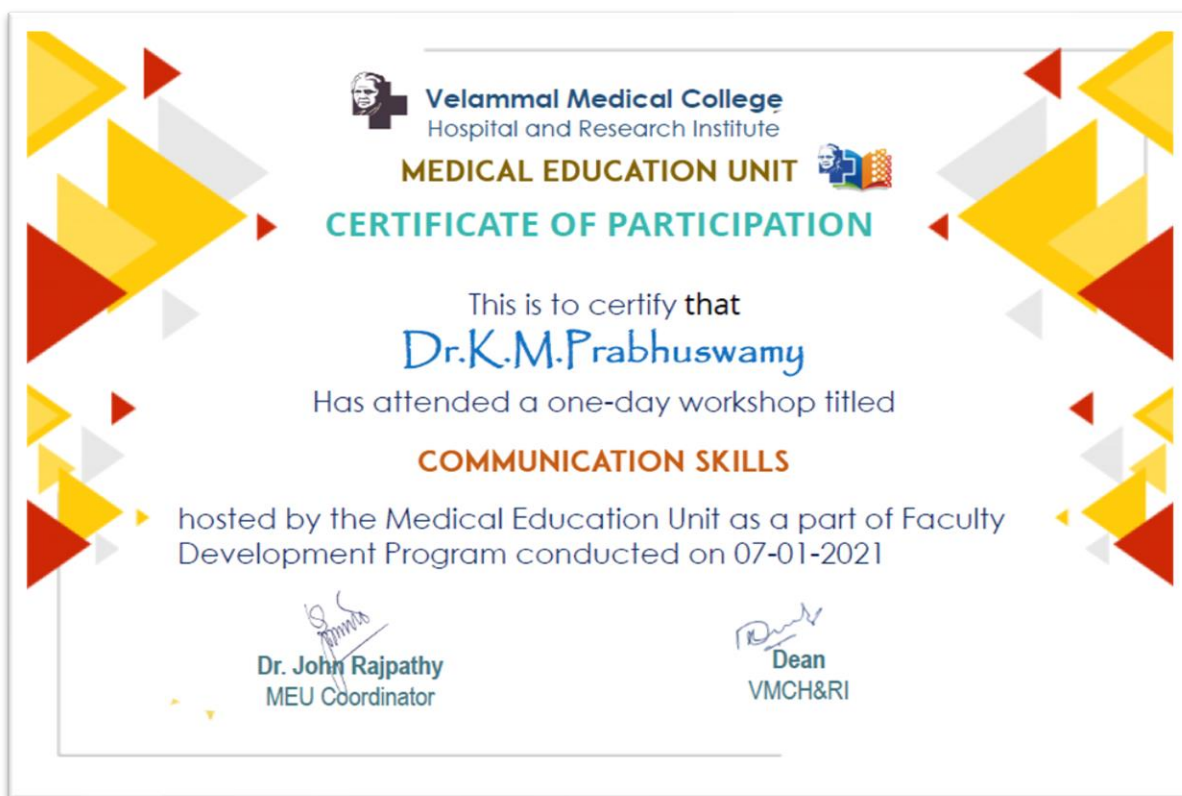 Velammal Medical College
Hospital and Research Institute
MEDICAL EDUCATION UNIT
CERTIFICATE OF PARTICIPATION
This is to certify that
Dr.K.M.Prabhuswamy
Has attended a one-day workshop titled
COMMUNICATION SKILLS
hosted by the Medical Education Unit as a part of Faculty
Development Program conducted on 07-01-2021
Dr. John Rajpathy
MEU Coordinator
Dean
VMCH&RI